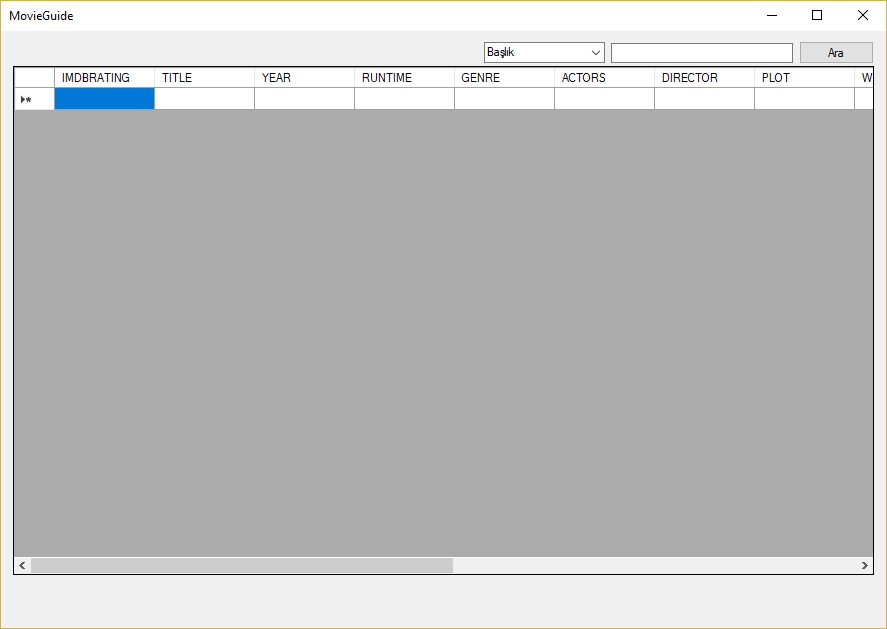 MovieGuide
Başlık Ara
IMDBRATING TITLE YEAR RUNTIME GENRE ACTORS DIRECTOR PLOT W